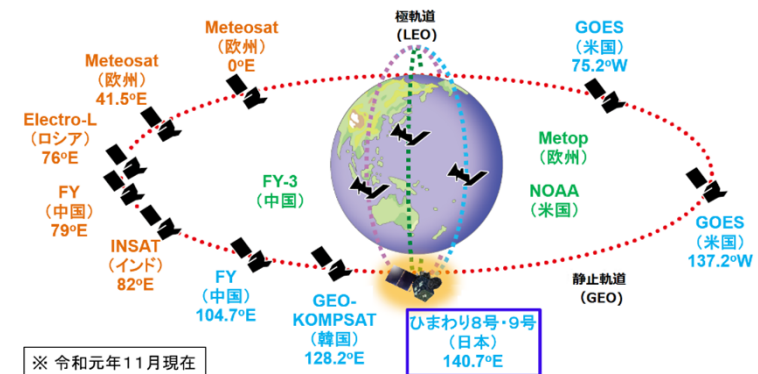 極軌道
(LEO)
Meteosat
(欧州)
0°E
GOES
(米国)
75.2°W
Meteosat
(欧州)
41.5°E
Electro-L
(ロシア)
76°E
Metop
(欧州)
FY-3
(中国)
NOAA
(米国)
FY
(中国)
79°E
GOES
(米国)
137.2°W
INSAT
(インド)
82°E
FY
(中国)
104.7°E
静止軌道
(GEO)
GEO-
KOMPSAT
(韓国)
128.2°E
ひまわり8号・9号
(日本)
140.7°E
※ 令和元年11月現在